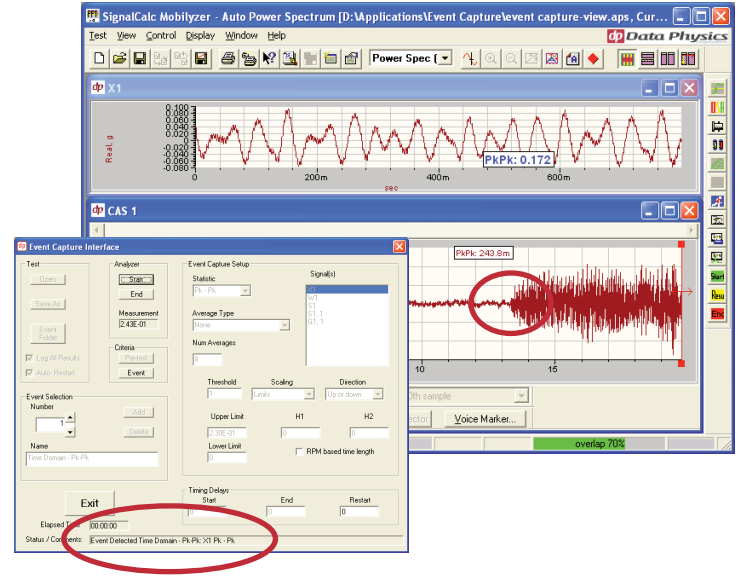 SignalCalc Mobilyzer - Auto Power Spectrum [D:\Applications\Event Capture\event capture-view.aps, Cur...
Test View Control Display Window Help
dp Data Physics
Power Spec (
dp X1
0.100
0.080
0.060
0.040
0.020
-0.020
-0.040
-0.060
-0.080
Real, g
PkPk: 0.172
0
200m
400m
600m
sec
dp CAS 1
PkPk: 243.8m
10
15
0th sample
ector
Voice Marker...
overlap 70%
Start
Resu
dp Event Capture Interface
Test
Open
Save As
Event
Folder
Log All Results
Auto- Restart
Analyzer
Start
End
Measurement
2.43E-01
Criteria
Pre-test
Event
Event Selection
Number
1
Add
Delete
Name
Time Domain - Pk-Pk
Event Capture Setup
Statistic
Pk - Pk
Average Type
None
Num Averages
8
Signal(s)
X1
W1
S1
S1, 1
G1, 1
Threshold
1
Scaling
Limits
Direction
Up or down
Upper Limit
2.30E-01
H1
0
H2
0
Lower Limit
0
RPM based time length
Timing Delays
Start
0
End
0
Restart
0
Exit
Elapsed Time
00:00:00
Status / Comments:
Event Detected Time Domain - Pk-Pk: X1 Pk - Pk